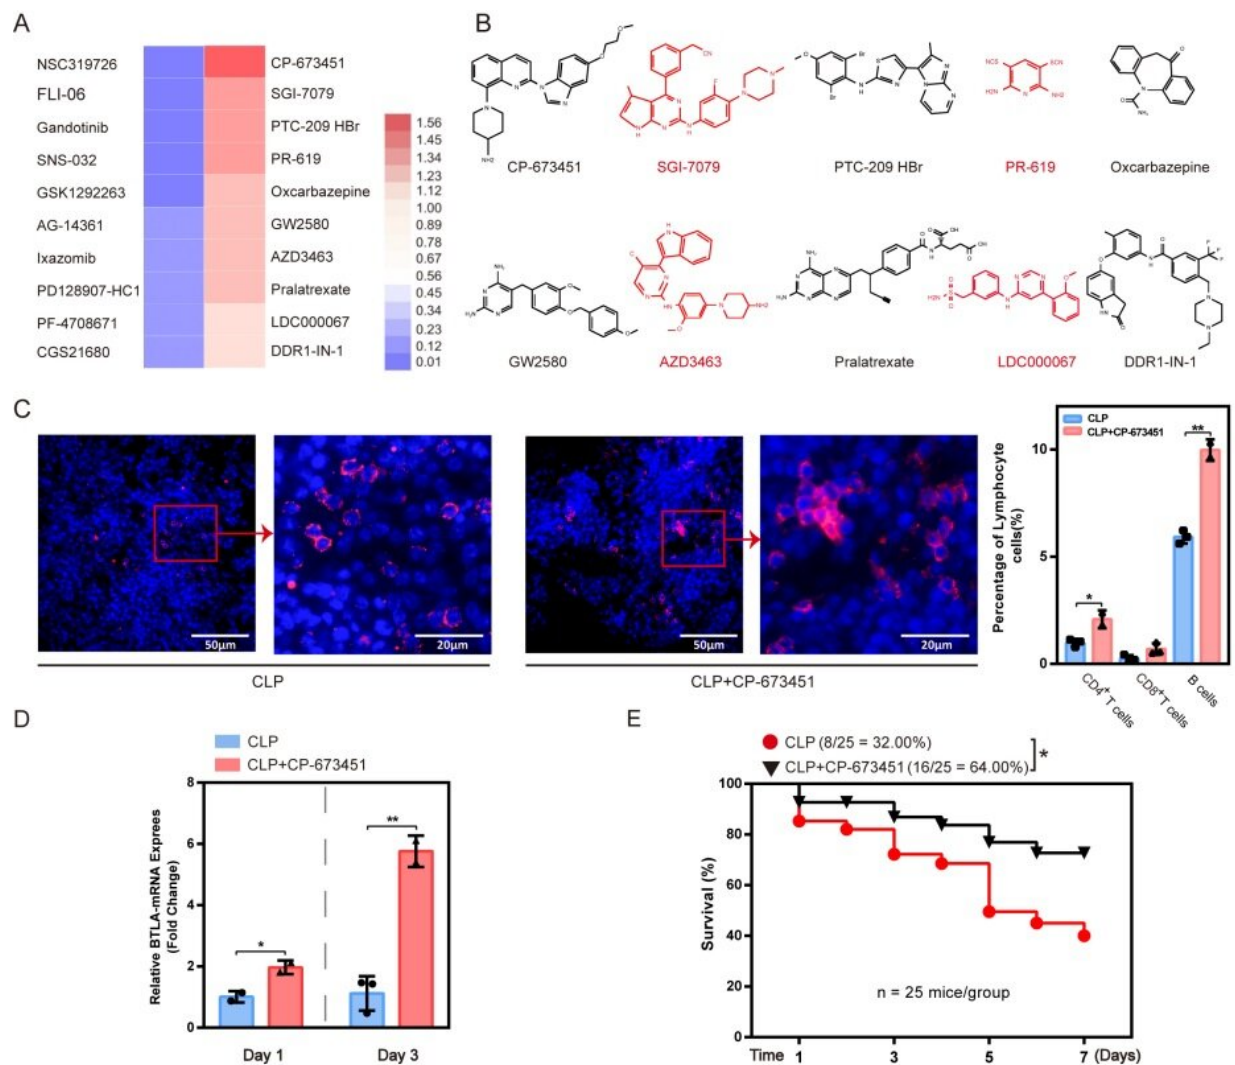 A
NSC319726
FLI-06
Gandotinib
SNS-032
GSK1292263
AG-14361
Ixazomib
PD128907-HC1
PF-4708671
CGS21680
CP-673451
SGI-7079
PTC-209 HBr
PR-619
Oxcarbazepine
GW2580
AZD3463
Pralatrexate
LDC000067
DDR1-IN-1
1.56
1.45
1.34
1.23
1.12
1.00
0.89
0.78
0.67
0.56
0.45
0.34
0.23
0.12
0.01
B
CP-673451
SGI-7079
PTC-209 HBr
PR-619
Oxcarbazepine
GW2580
AZD3463
Pralatrexate
LDC000067
DDR1-IN-1
C
50μm
20μm
50μm
20μm
CLP
CLP+CP-673451
CLP
CLP+CP-673451
Percentage of Lymphocyte
cells(%)
10
5
0
*
**
CD4+ T cells
CD8+T cells
B cells
D
CLP
CLP+CP-673451
Relative BTLA-mRNA Exprees
(Fold Change)
8
6
4
2
0
*
**
Day 1
Day 3
E
CLP (8/25 = 32.00%)
CLP+CP-673451 (16/25 = 64.00%)
*
Survival (%)
100
80
60
40
20
0
n = 25 mice/group
Time 1 3 5 7 (Days)